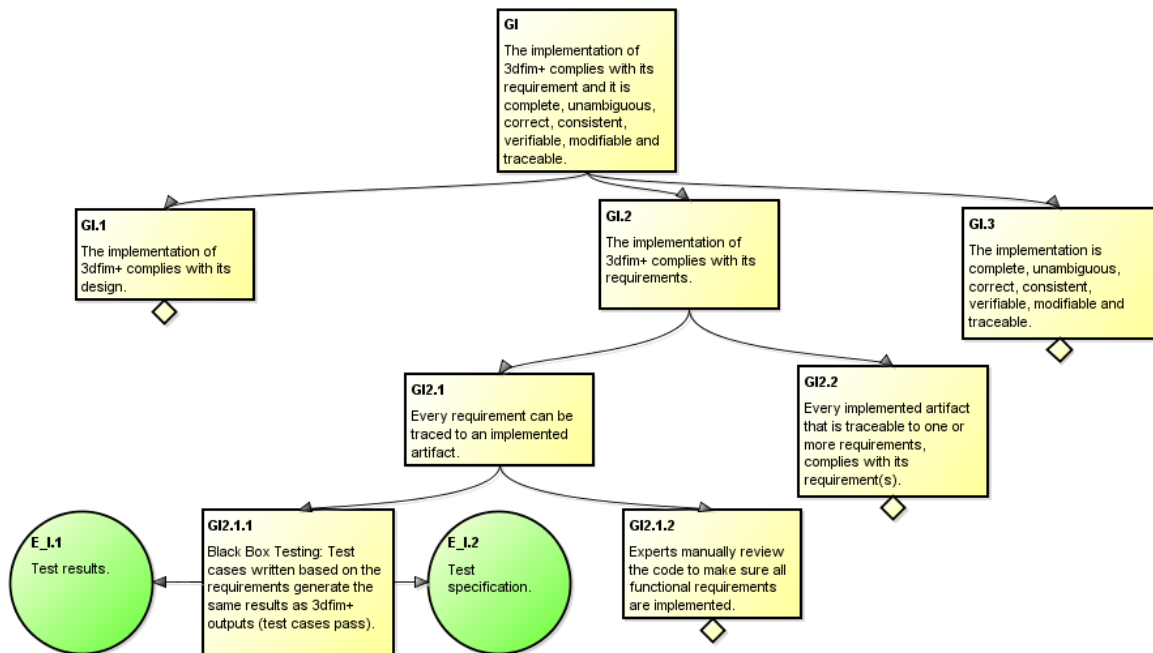 GI
The implementation of
3dfim+ complies with its
requirement and it is
complete, unambiguous,
correct, consistent,
verifiable, modifiable and
traceable.
GI.1
The implementation of
3dfim+ complies with its
design.
GI.2
The implementation of
3dfim+ complies with its
requirements.
GI.3
The implementation is
complete, unambiguous,
correct, consistent,
verifiable, modifiable and
traceable.
GI2.1
Every requirement can be
traced to an implemented
artifact.
GI2.2
Every implemented artifact
that is traceable to one or
more requirements,
complies with its
requirement(s).
E_I.1
Test results.
GI2.1.1
Black Box Testing: Test
cases written based on the
requirements generate the
same results as 3dfim+
outputs (test cases pass).
E_I.2
Test
specification.
GI2.1.2
Experts manually review
the code to make sure all
functional requirements
are implemented.